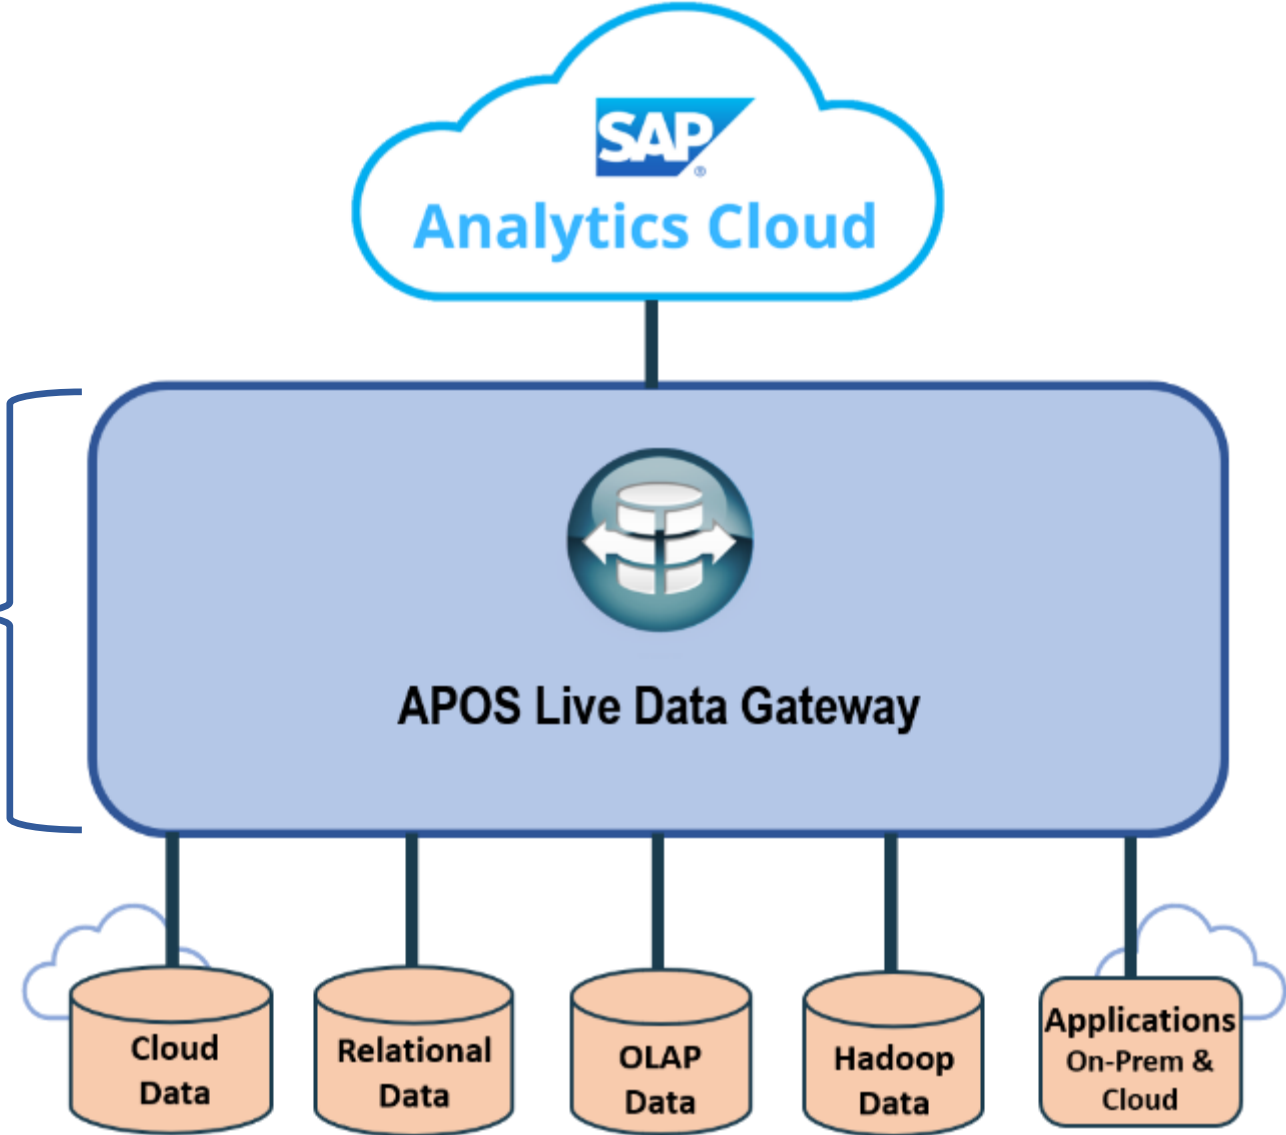 SAP
®
Analytics Cloud
APOS Live Data Gateway
Cloud
Data
Relational
Data
OLAP
Data
Hadoop
Data
Applications
On-Prem &
Cloud